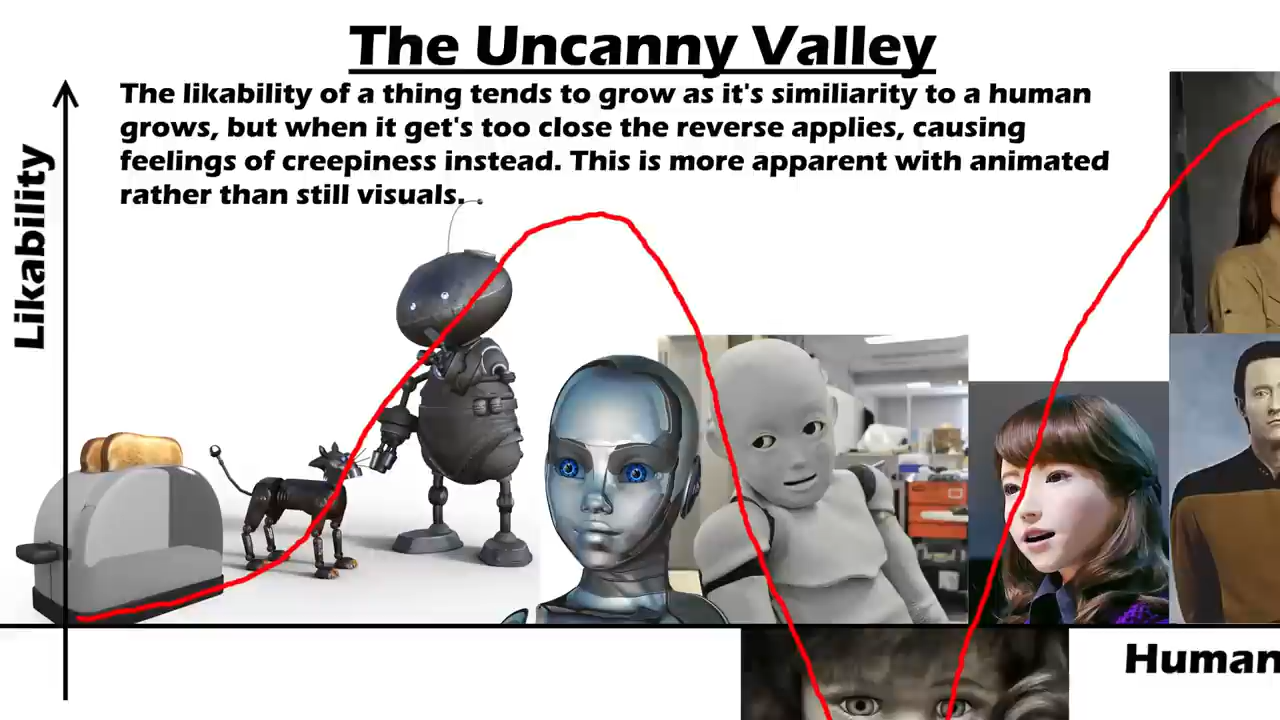 The Uncanny Valley
The likability of a thing tends to grow as it's similiarity to a human
grows, but when it get's too close the reverse applies, causing
feelings of creepiness instead. This is more apparent with animated
rather than still visuals.
Likability
Human